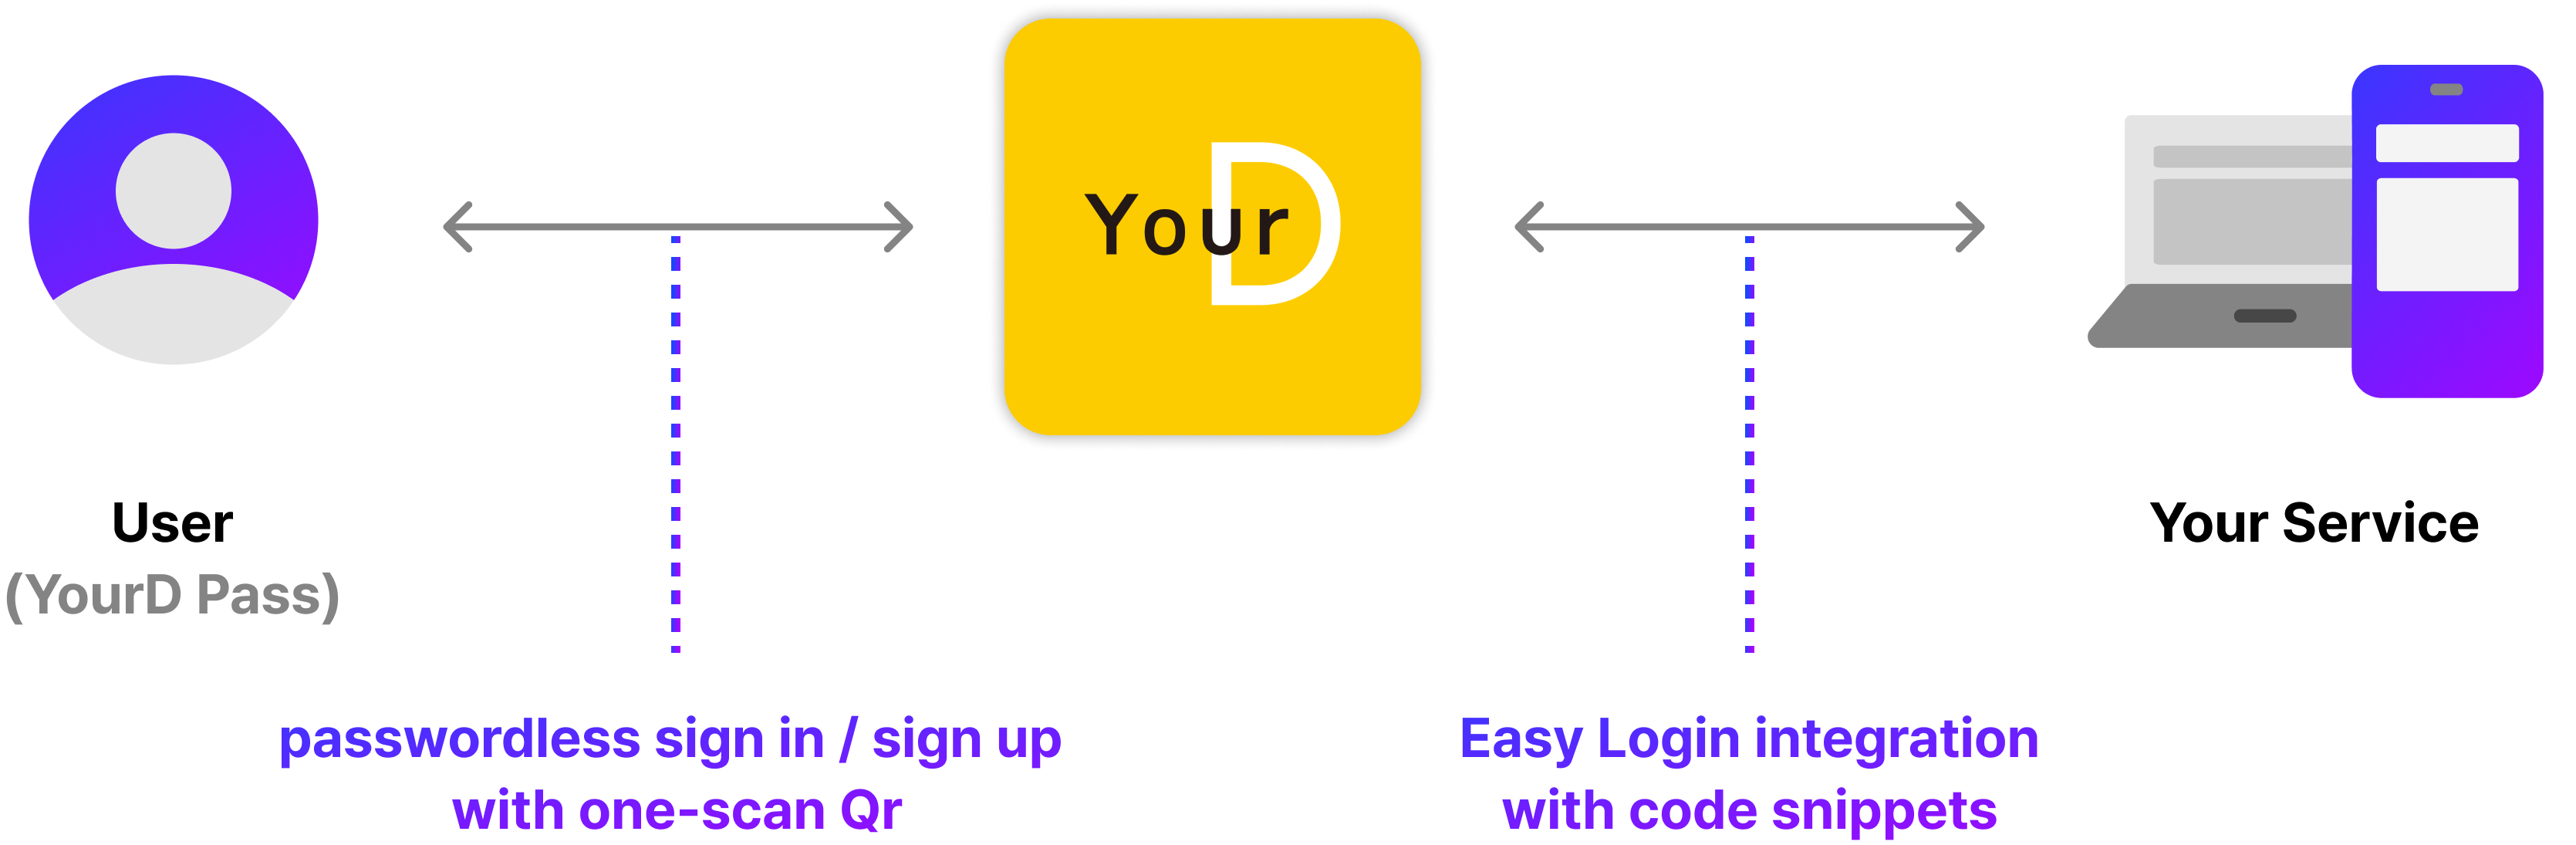 YourD
User
(YourD Pass)
Your Service
passwordless sign in / sign up
with one-scan Qr
Easy Login integration
with code snippets